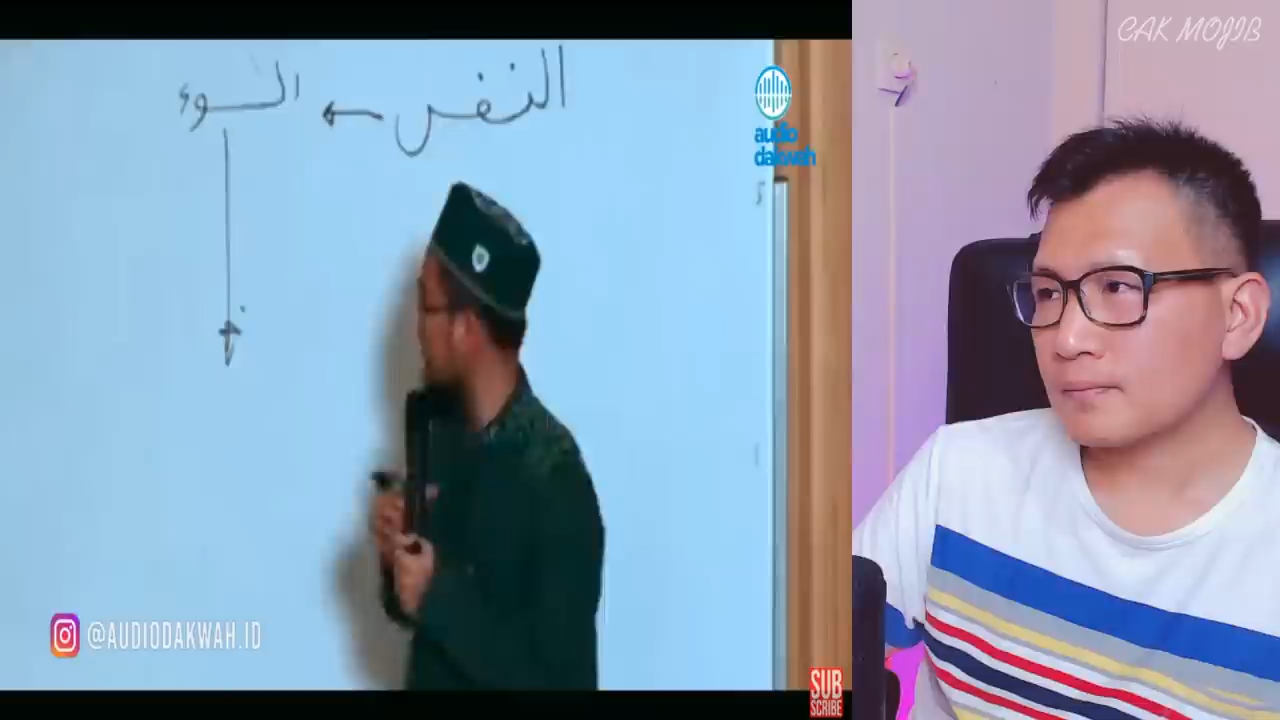 CAK MOJIB
النفس ← السوء
audio
dakwah
@AUDIODAKWAH.ID
SUB
SCRIBE